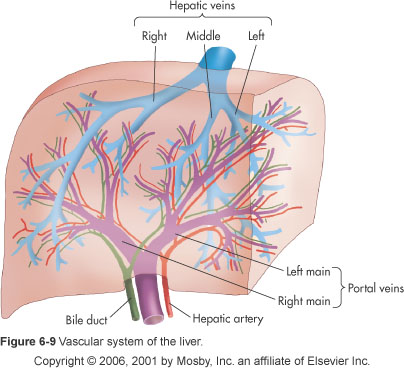 Hepatic veins
Right Middle Left
Left main
Right main
Portal veins
Bile duct
Hepatic artery
Figure 6-9 Vascular system of the liver.
Copyright © 2006, 2001 by Mosby, Inc. an affiliate of Elsevier Inc.